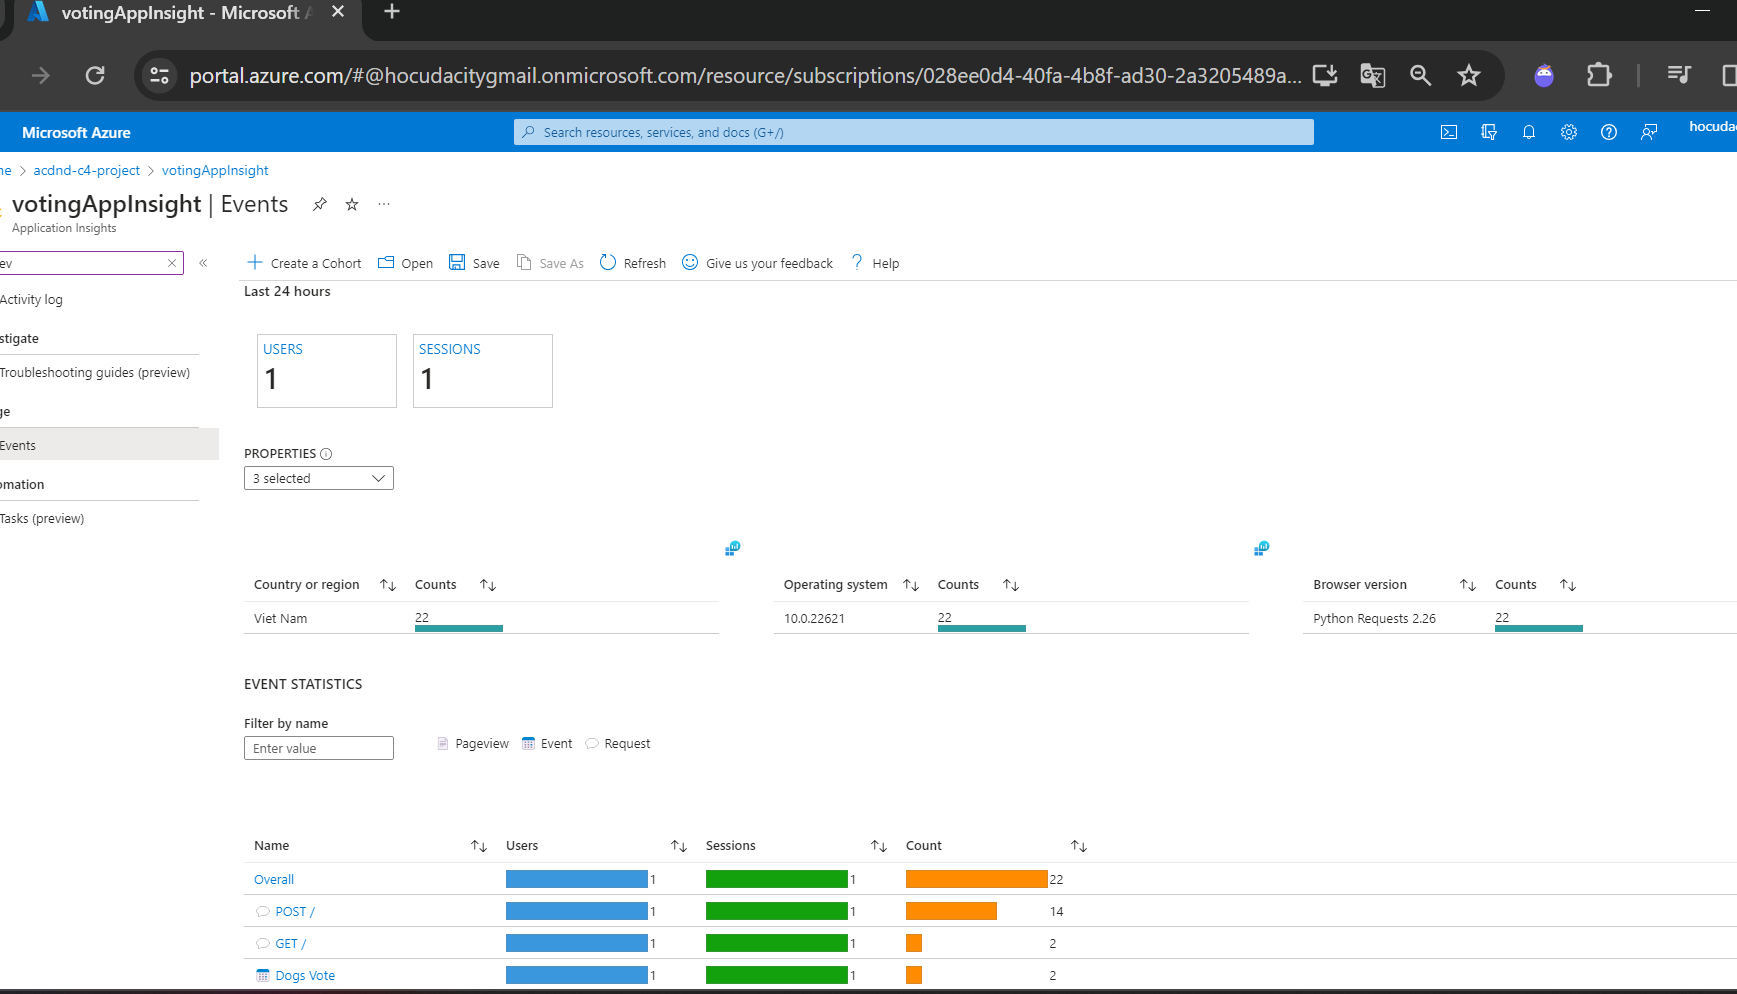 votingAppInsight - Microsoft A
portal.azure.com/#@hocudacitygmail.onmicrosoft.com/resource/subscriptions/028ee0d4-40fa-4b8f-ad30-2a3205489a...
Microsoft Azure
Search resources, services, and docs (G+/)
hocuda
me > acdnd-c4-project > votingAppInsight
votingAppInsight | Events
Application Insights
ev
Create a Cohort Open Save Save As Refresh Give us your feedback Help
Activity log
stigate
Troubleshooting guides (preview)
ge
Events
omation
Tasks (preview)
Last 24 hours
USERS
1
SESSIONS
1
PROPERTIES
3 selected
Country or region Counts
Viet Nam 22
Operating system Counts
10.0.22621 22
Browser version Counts
Python Requests 2.26 22
EVENT STATISTICS
Filter by name
Enter value
Pageview Event Request
Name Users Sessions Count
Overall 1 1 22
POST / 1 1 14
GET / 1 1 2
Dogs Vote 1 1 2